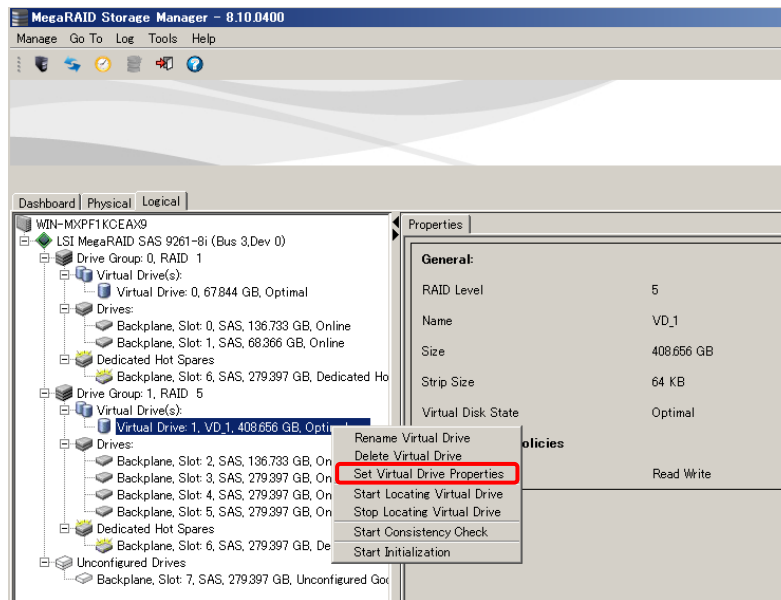 MegaRAID Storage Manager - 8.10.0400
Manage Go To Log Tools Help
Dashboard Physical Logical
WIN-MXPF1KCEAX9
LSI MegaRAID SAS 9261-8i (Bus 3,Dev 0)
Drive Group: 0, RAID 1
Virtual Drive(s):
Virtual Drive: 0, 67.844 GB, Optimal
Drives:
Backplane, Slot: 0, SAS, 136.733 GB, Online
Backplane, Slot: 1, SAS, 68.366 GB, Online
Dedicated Hot Spares
Backplane, Slot: 6, SAS, 279.397 GB, Dedicated Ho
Drive Group: 1, RAID 5
Virtual Drive(s):
Virtual Drive: 1, VD_1, 408.656 GB, Opti
Drives:
Backplane, Slot: 2, SAS, 136.733 GB, On
Backplane, Slot: 3, SAS, 279.397 GB, On
Backplane, Slot: 4, SAS, 279.397 GB, On
Backplane, Slot: 5, SAS, 279.397 GB, On
Dedicated Hot Spares
Backplane, Slot: 6, SAS, 279.397 GB, De
Unconfigured Drives
Backplane, Slot: 7, SAS, 279.397 GB, Unconfigured Goo
Rename Virtual Drive
Delete Virtual Drive
Set Virtual Drive Properties
Start Locating Virtual Drive
Stop Locating Virtual Drive
Start Consistency Check
Start Initialization
Properties
General:
RAID Level 5
Name VD_1
Size 408.656 GB
Strip Size 64 KB
Virtual Disk State Optimal
olicies
Read Write